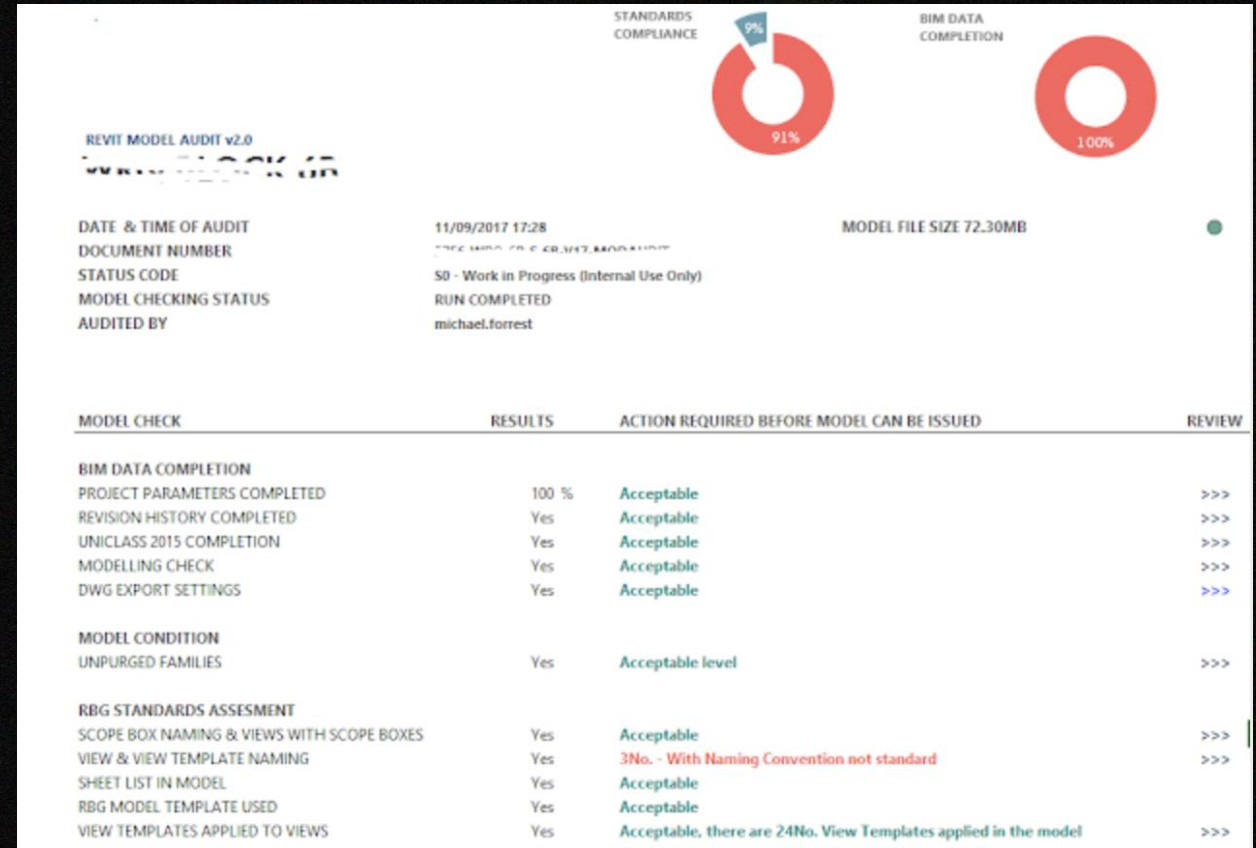 STANDARDS
COMPLIANCE
9%
91%
BIM DATA
COMPLETION
100%
REVIT MODEL AUDIT v2.0
DATE & TIME OF AUDIT 11/09/2017 17:28 MODEL FILE SIZE 72.30MB
DOCUMENT NUMBER
STATUS CODE S0 - Work in Progress (Internal Use Only)
MODEL CHECKING STATUS RUN COMPLETED
AUDITED BY michael.forrest
MODEL CHECK RESULTS ACTION REQUIRED BEFORE MODEL CAN BE ISSUED REVIEW
BIM DATA COMPLETION
PROJECT PARAMETERS COMPLETED 100 % Acceptable >>>
REVISION HISTORY COMPLETED Yes Acceptable >>>
UNICLASS 2015 COMPLETION Yes Acceptable >>>
MODELLING CHECK Yes Acceptable >>>
DWG EXPORT SETTINGS Yes Acceptable >>>
MODEL CONDITION
UNPURGED FAMILIES Yes Acceptable level >>>
RBG STANDARDS ASSESMENT
SCOPE BOX NAMING & VIEWS WITH SCOPE BOXES Yes Acceptable >>>
VIEW & VIEW TEMPLATE NAMING Yes 3No. - With Naming Convention not standard >>>
SHEET LIST IN MODEL Yes Acceptable
RBG MODEL TEMPLATE USED Yes Acceptable
VIEW TEMPLATES APPLIED TO VIEWS Yes Acceptable, there are 24No. View Templates applied in the model >>>